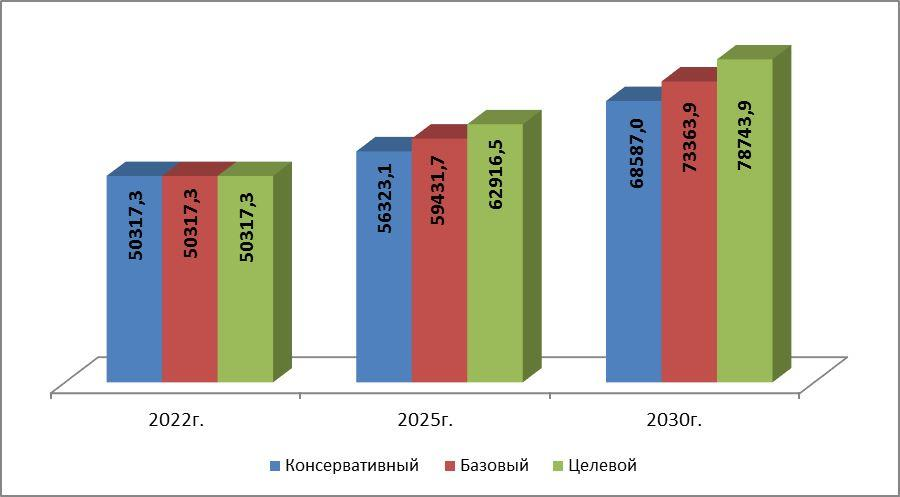 50317,3
50317,3
50317,3
56323,1
59431,7
62916,5
68587,0
73363,9
78743,9
2022г.
2025г.
2030г.
Консервативный
Базовый
Целевой